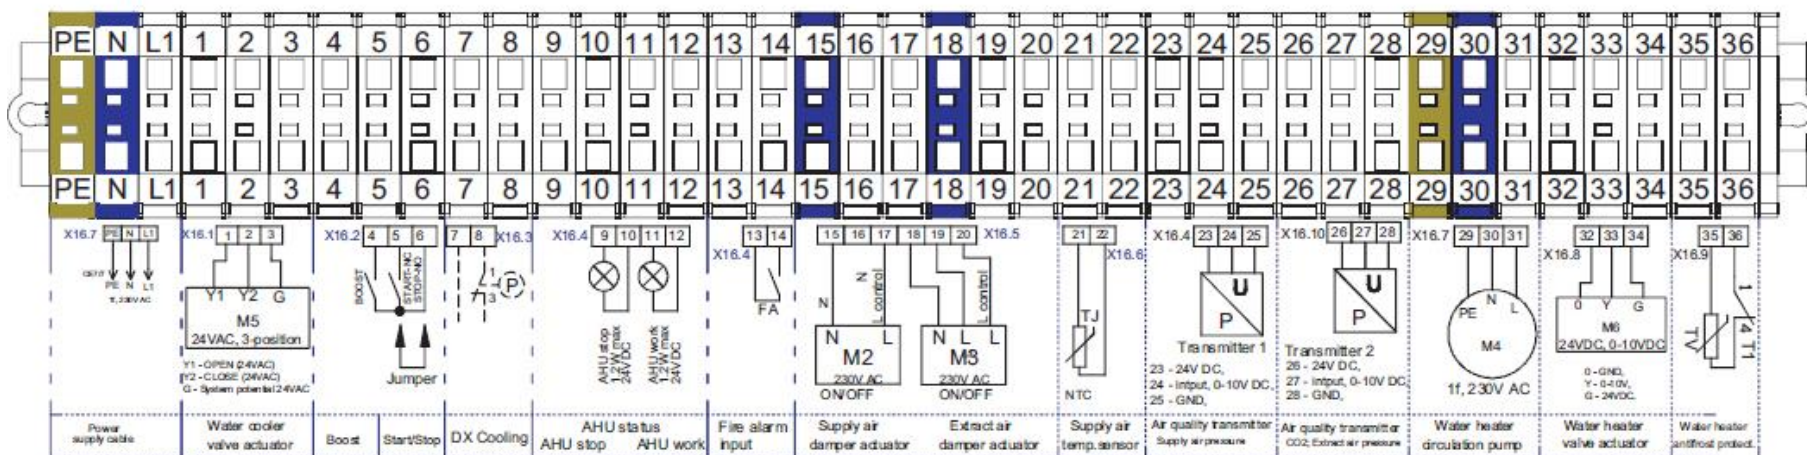 PE N L1 1 2 3 4 5 6 7 8 9 10 11 12 13 14 15 16 17 18 19 20 21 22 23 24 25 26 27 28 29 30 31 32 33 34 35 36
PE N L1 1 2 3 4 5 6 7 8 9 10 11 12 13 14 15 16 17 18 19 20 21 22 23 24 25 26 27 28 29 30 31 32 33 34 35 36
X16.7 PE N L1
PE N L1
1f, 230V AC
Power
supply cable
X16.1 1 2 3
Y1 Y2 G
M5
24VAC, 3-position
Y1 - OPEN (24VAC)
Y2 - CLOSE (24VAC)
G - System potential 24VAC
Water cooler
valve actuator
X16.2 4 5 6
BOOST
START-NC
STOP-NO
Jumper
Boost
Start/Stop
7 8 X16.3
1
3
P
DX Cooling
X16.4 9 10 11 12
AHU stop
1,2W max
24VDC
AHU work
1,2W max
24VDC
AHU status
AHU stop AHU work
13 14
X16.4
FA
Fire alarm
input
15 16 17 18 19 20 X16.5
N
N
L control
L control
N L
M2
230V AC
ON/OFF
N L L
M3
230V AC
ON/OFF
Supply air
damper actuator
Extract air
damper actuator
21 22
X16.6
TJ
NTC
Supply air
temp. sensor
X16.4 23 24 25
U
P
Transmitter 1
23 - 24V DC,
24 - intput, 0-10V DC,
25 - GND,
Air quality transmitter
Supply air pressure
X16.10 26 27 28
U
P
Transmitter 2
26 - 24V DC,
27 - intput, 0-10V DC,
28 - GND,
Air quality transmitter
CO2; Extract air pressure
X16.7 29 30 31
PE N L
M4
1f, 230V AC
Water heater
circulation pump
32 33 34
X16.8
0 Y G
M6
24VDC, 0-10VDC
0 - GND,
Y - 0-10V,
G - 24VDC.
Water heater
valve actuator
35 36
X16.9
1
TV
4 T1
Water heater
antifrost protect.